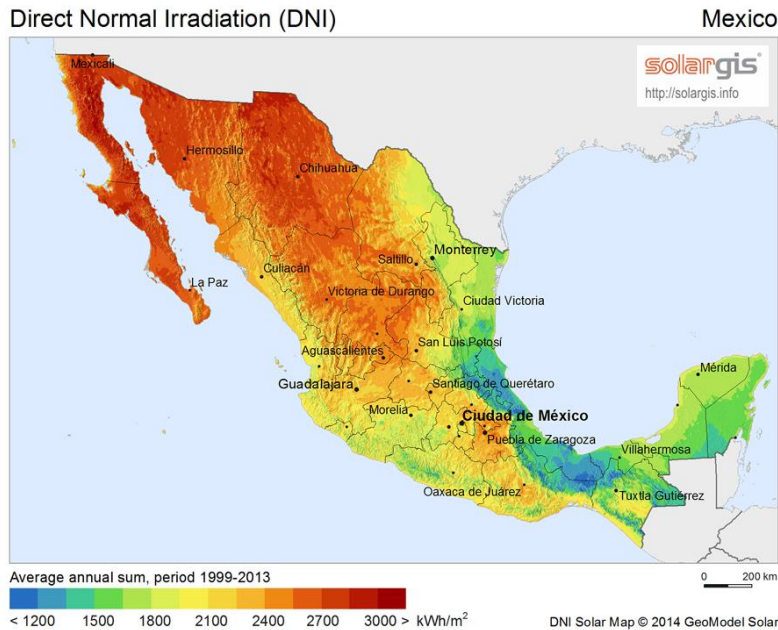 Direct Normal Irradiation (DNI)
Mexico
solargis
http://solargis.info
Mexicali
Hermosillo
Chihuahua
Monterrey
Saltillo
Culiacán
La Paz
Victoria de Durango
Ciudad Victoria
San Luis Potosí
Aguascalientes
Mérida
Guadalajara
Santiago de Querétaro
Morelia
Ciudad de México
Puebla de Zaragoza
Villahermosa
Oaxaca de Juárez
Tuxtla Gutiérrez
Average annual sum, period 1999-2013
0 200 km
< 1200 1500 1800 2100 2400 2700 3000 > kWh/m²
DNI Solar Map © 2014 GeoModel Solar